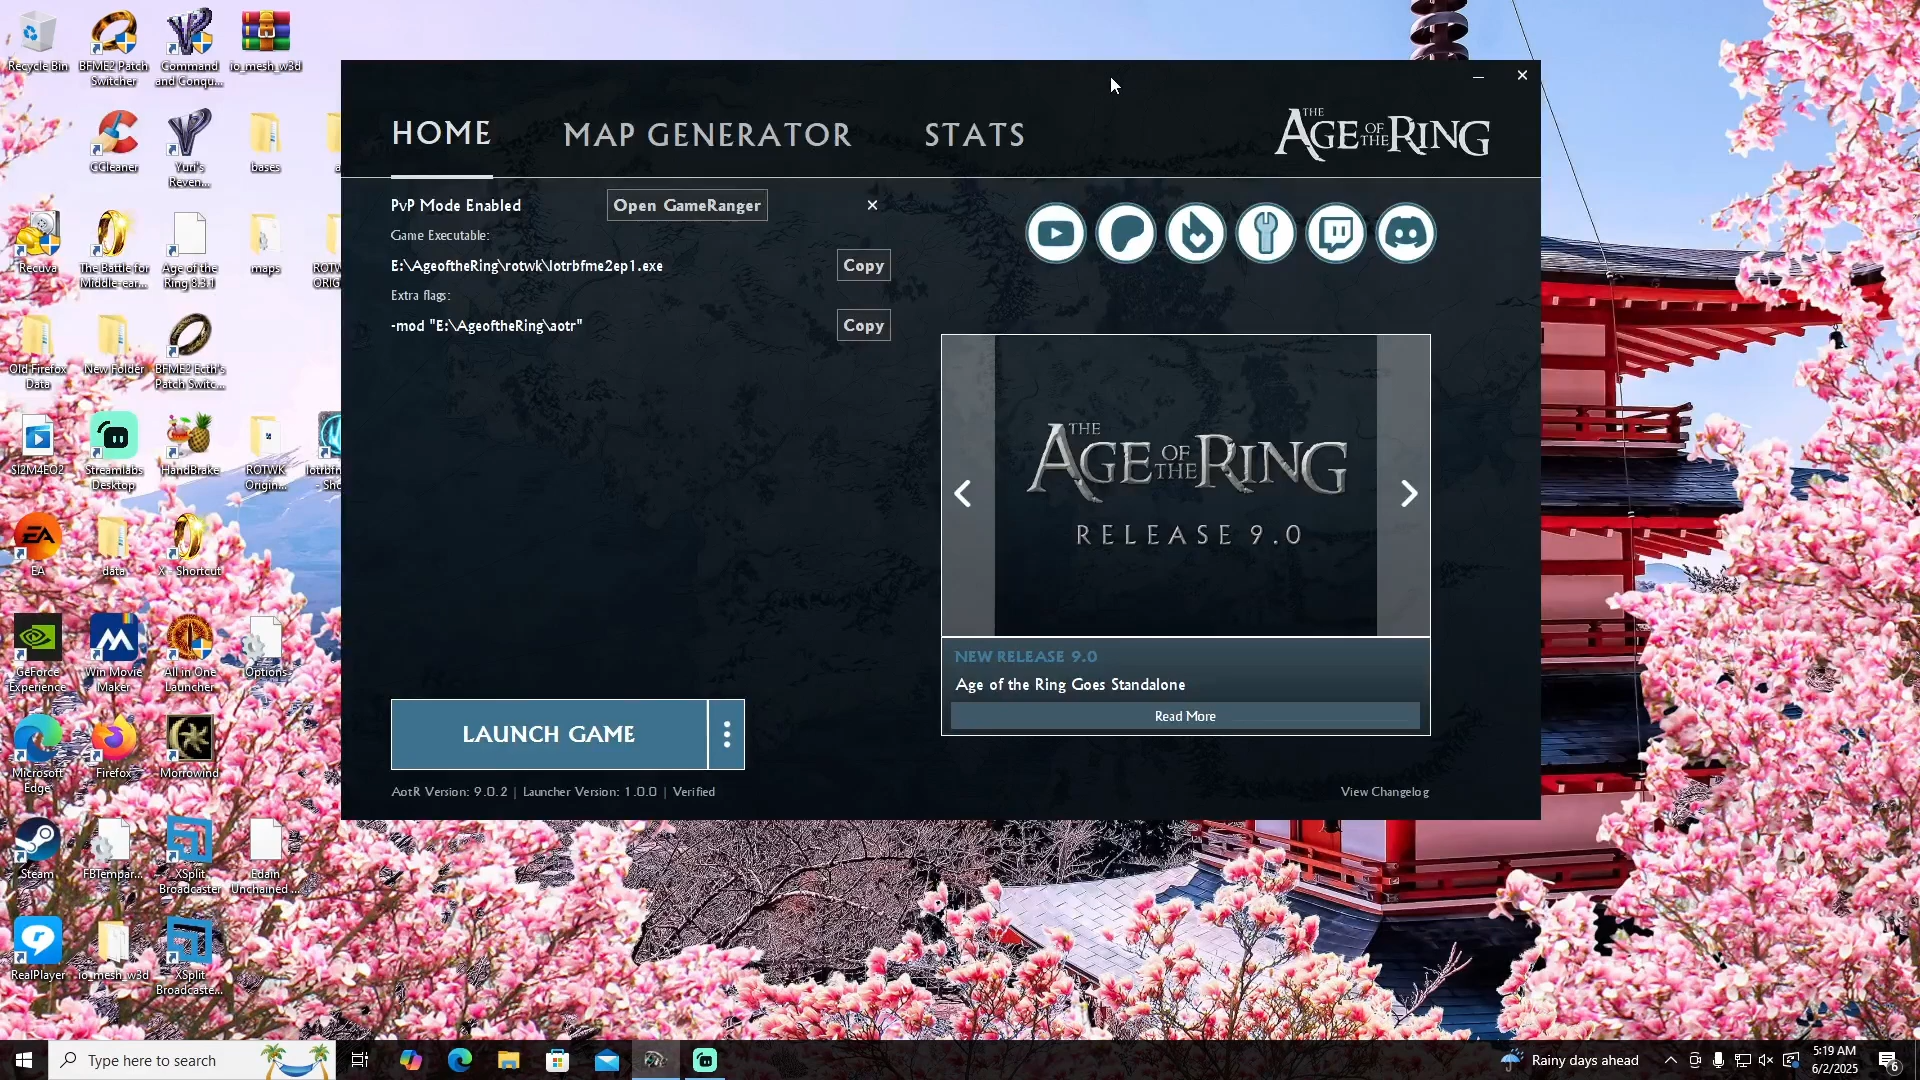 Recycle Bin
BFME2 Patch
Switcher
Command
and Conqu...
io_mesh_w3d
CCleaner
Yuri's
Reven...
bases
Recuva
The Battle for
Middle-ear...
Age of the
Ring 8.3.1
maps
Old Firefox
Data
New Folder
BFME2 Ecth's
Patch Switc...
SI2M4EO2
Streamlabs
Desktop
HandBrake
ROTWK
Origin...
EA
data
X - Shortcut
GeForce
Experience
Win Movie
Maker
All in One
Launcher
Options
Microsoft
Edge
Firefox
Morrowind
Steam
FBTempar...
XSplit
Broadcaster
Edain
Unchained ...
RealPlayer
io_mesh_w3d
XSplit
Broadcaste...
HOME
MAP GENERATOR
STATS
THE AGE OF THE RING
PvP Mode Enabled
Open GameRanger
Game Executable:
E:\AgeoftheRing\rotwk\lotrbfme2ep1.exe
Copy
Extra flags:
-mod "E:\AgeoftheRing\aotr"
Copy
THE AGE OF THE RING
RELEASE 9.0
NEW RELEASE 9.0
Age of the Ring Goes Standalone
Read More
LAUNCH GAME
AotR Version: 9.0.2 | Launcher Version: 1.0.0 | Verified
View Changelog
Type here to search
Rainy days ahead
5:19 AM
6/2/2025
6